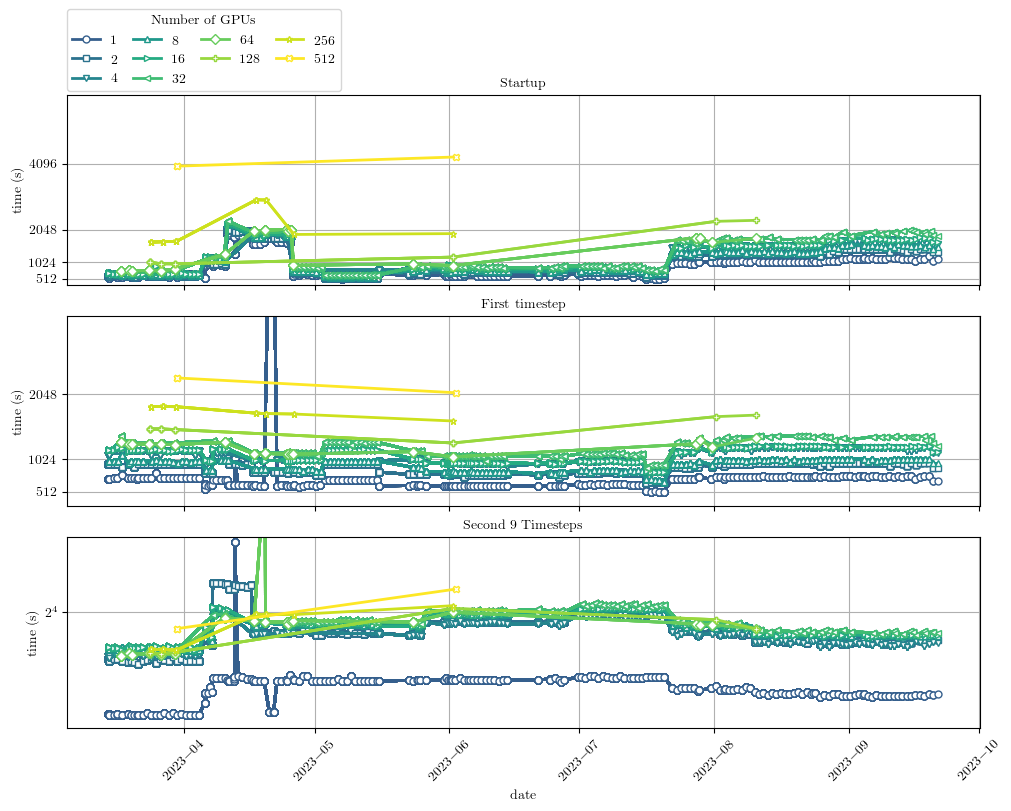 Number of GPUs
1 8 64 256
2 16 128 512
4 32
Startup
time (s)
4096
2048
1024
512
First timestep
time (s)
2048
1024
512
Second 9 Timesteps
time (s)
2⁴
2023−04 2023−05 2023−06 2023−07 2023−08 2023−09 2023−10
date